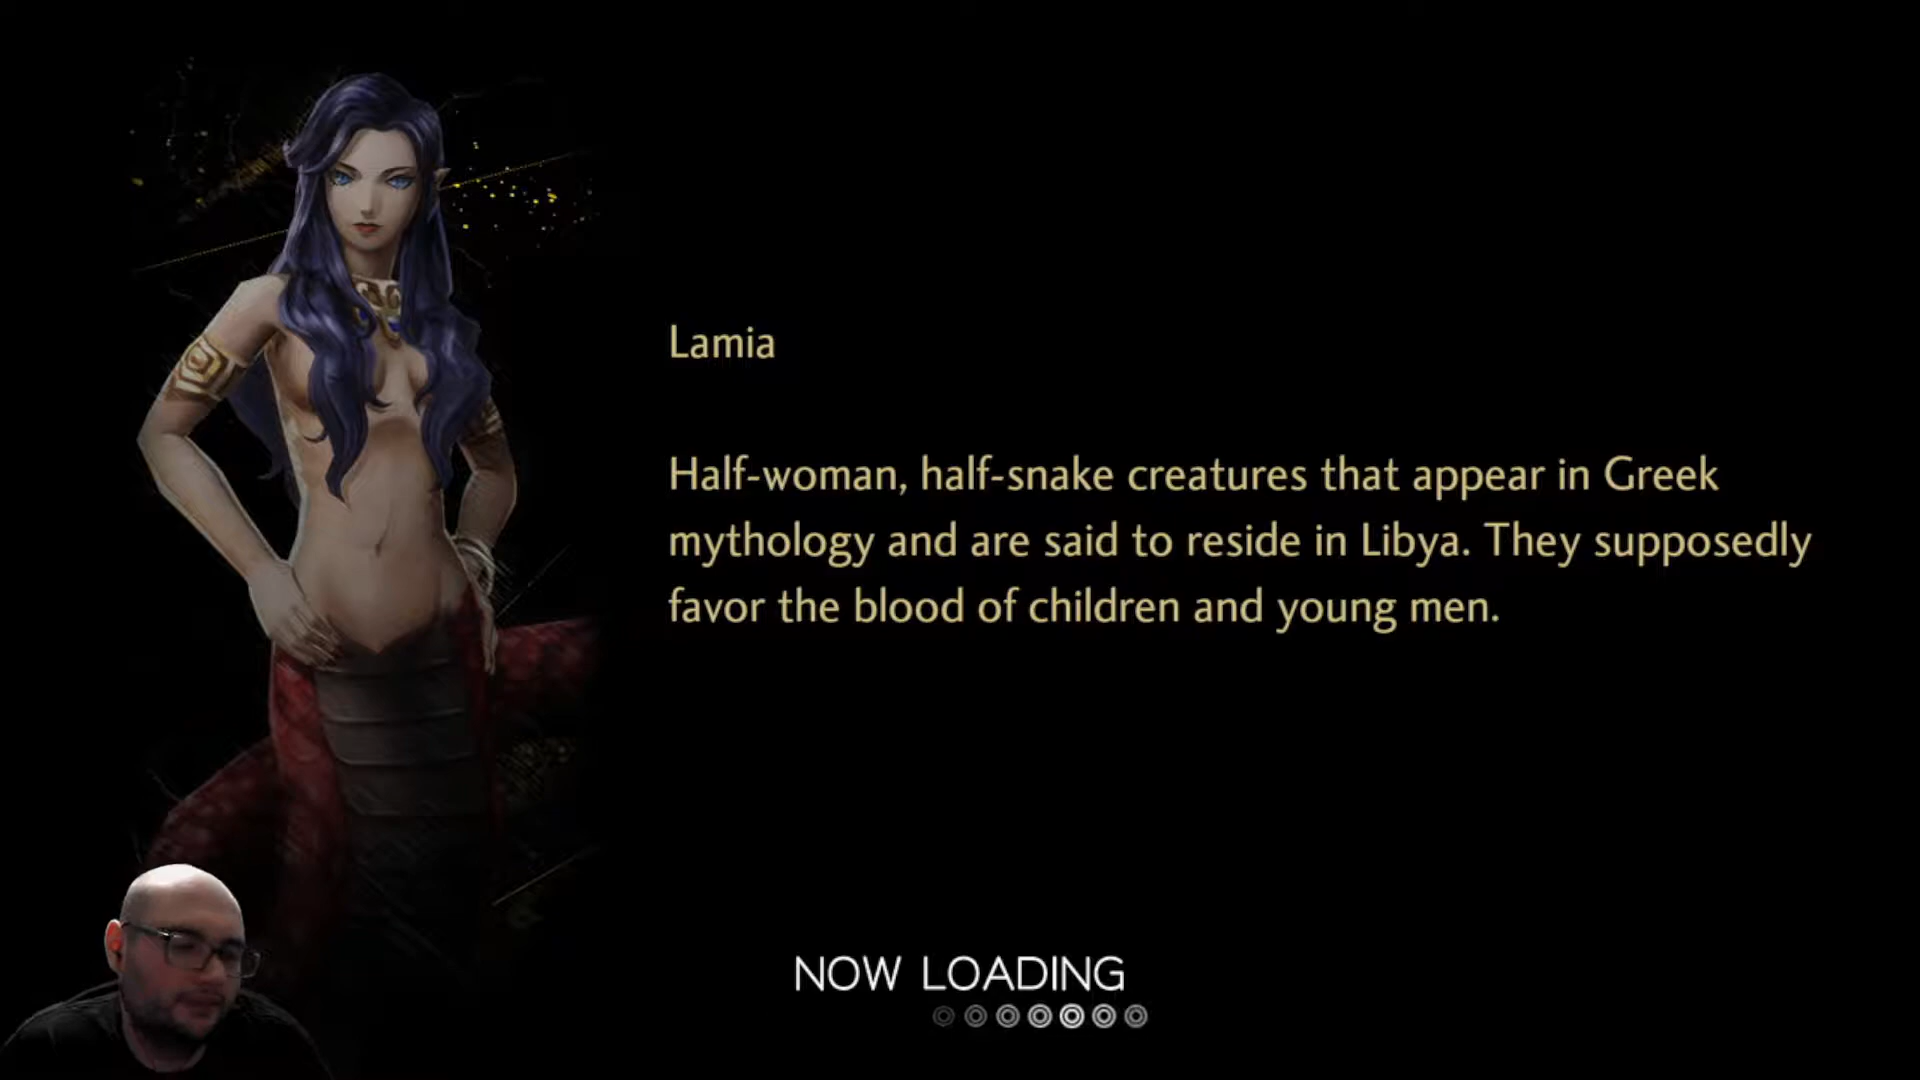 Lamia
Half-woman, half-snake creatures that appear in Greek
mythology and are said to reside in Libya. They supposedly
favor the blood of children and young men.
NOW LOADING